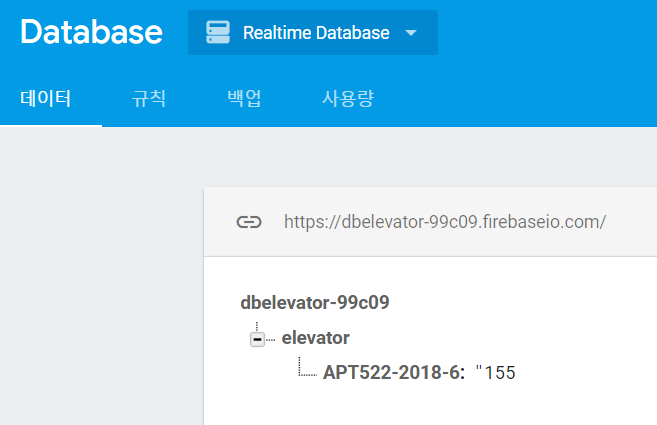 Database
Realtime Database
데이터 규칙 백업 사용량
https://dbelevator-99c09.firebaseio.com/
dbelevator-99c09
elevator
APT522-2018-6: "155